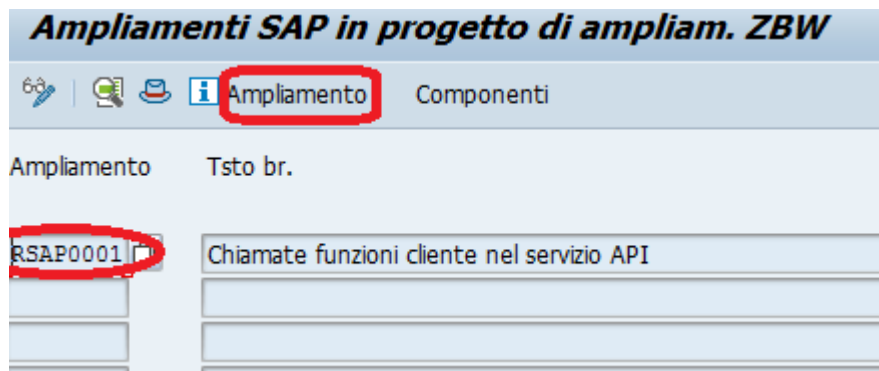 Ampliamenti SAP in progetto di ampliam. ZBW
Ampliamento Componenti
Ampliamento Tsto br.
RSAP0001 Chiamate funzioni cliente nel servizio API